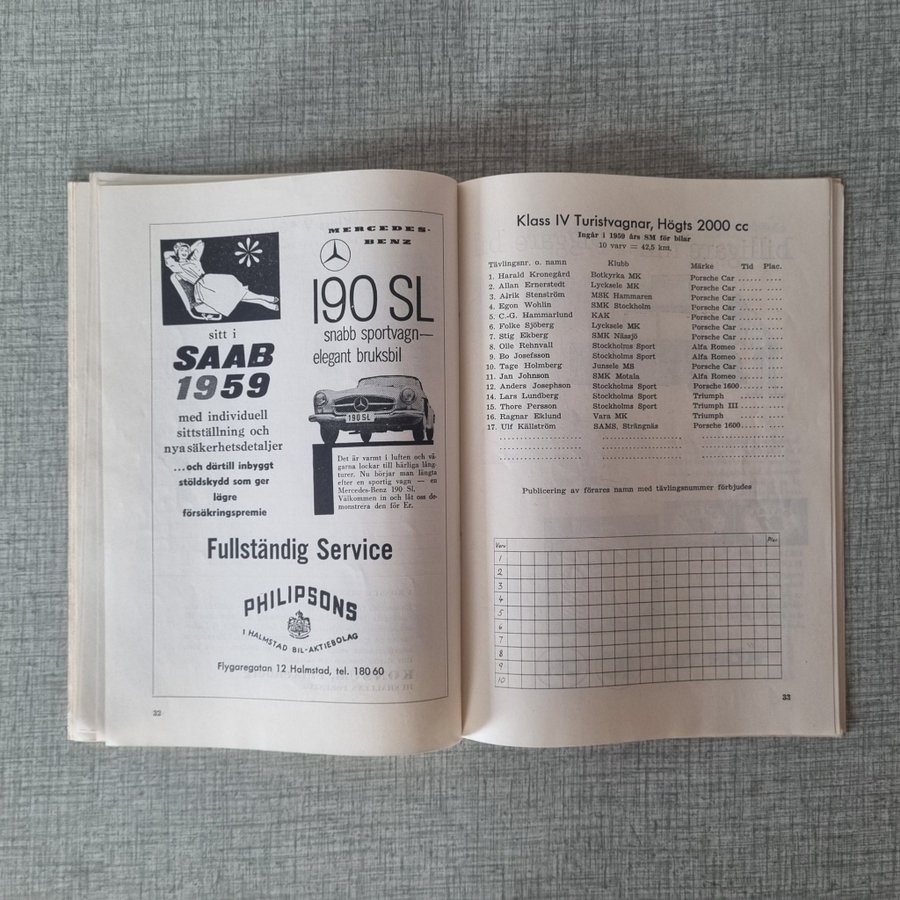 sitt i
SAAB
1959
med individuell
sittställning och
nya säkerhetsdetaljer
...och därtill inbyggt
stöldskydd som ger
lägre
försäkringspremie
MERCEDES-
BENZ
190 SL
snabb sportvagn—
elegant bruksbil
190 SL
Det är varmt i luften och vä-
garna lockar till härliga lång-
turer. Nu börjar man längta
efter en sportig vagn — en
Mercedes-Benz 190 SL.
Välkommen in och låt oss de-
monstrera den för Er.
Fullständig Service
PHILIPSONS
I HALMSTAD BIL-AKTIEBOLAG
Flygaregatan 12 Halmstad, tel. 180 60
32
Klass IV Turistvagnar, Högts 2000 cc
Ingår i 1959 års SM för bilar
10 varv = 42,5 km.
Tävlingsnr. o. namn Klubb Märke Tid Plac.
1. Harald Kronegård Botkyrka MK Porsche Car
2. Allan Ernerstedt Lycksele MK Porsche Car
3. Alrik Stenström MSK Hammaren Porsche Car
4. Egon Wohlin SMK Stockholm Porsche Car
5. C.-G. Hammarlund KAK Porsche Car
6. Folke Sjöberg Lycksele MK Porsche Car
7. Stig Ekberg SMK Nässjö Porsche Car
8. Olle Rehnvall Stockholms Sport Alfa Romeo
9. Bo Josefsson Stockholms Sport Alfa Romeo
10. Tage Holmberg Junsele MS Porsche Car
11. Jan Johnson SMK Motala Alfa Romeo
12. Anders Josephson Stockholms Sport Porsche 1600
14. Lars Lundberg Stockholms Sport Triumph
15. Thore Persson Stockholms Sport Triumph III
16. Ragnar Eklund Vara MK Triumph
17. Ulf Källström SAMS, Strängnäs Porsche 1600
Publicering av förares namn med tävlingsnummer förbjudes
Varv Plac.
1
2
3
4
5
6
7
8
9
10
33